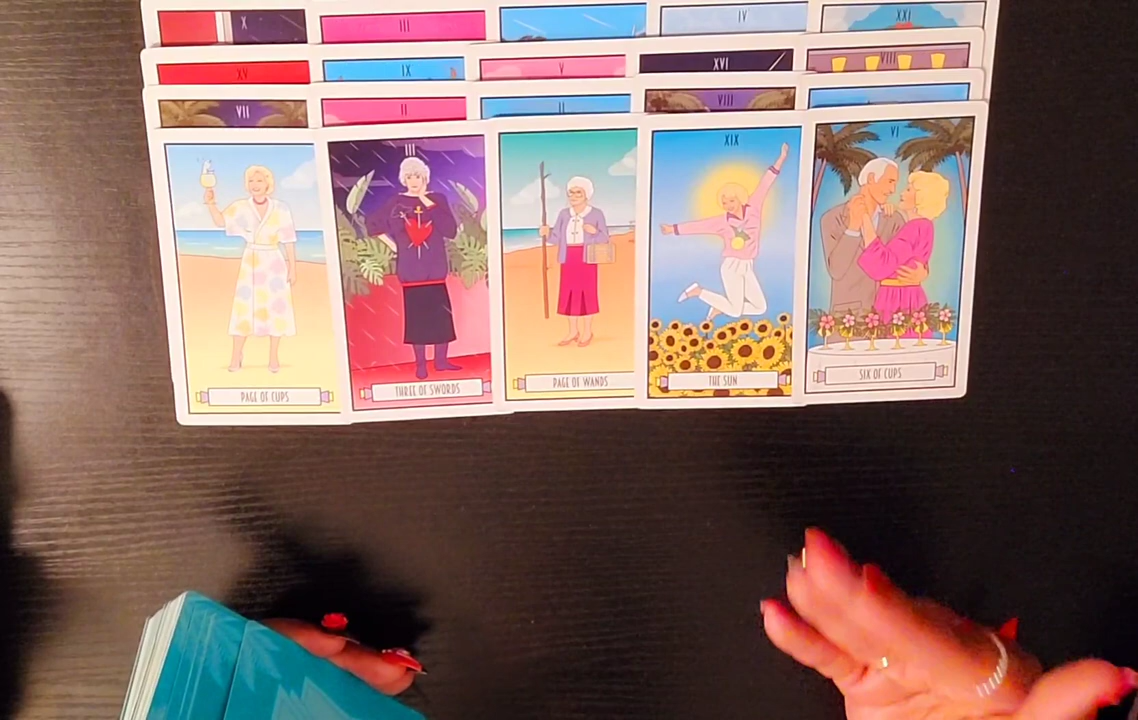 X
III
IV
XXI
XV
IX
V
XVI
VIII
VII
II
II
VIII
III
XIX
VI
PAGE OF CUPS
THREE OF SWORDS
PAGE OF WANDS
THE SUN
SIX OF CUPS